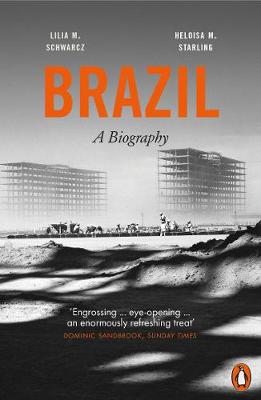 LILIA M.
SCHWARCZ
HELOISA M.
STARLING
BRAZIL
A Biography
'Engrossing ... eye-opening ...
an enormously refreshing treat'
DOMINIC SANDBROOK, SUNDAY TIMES